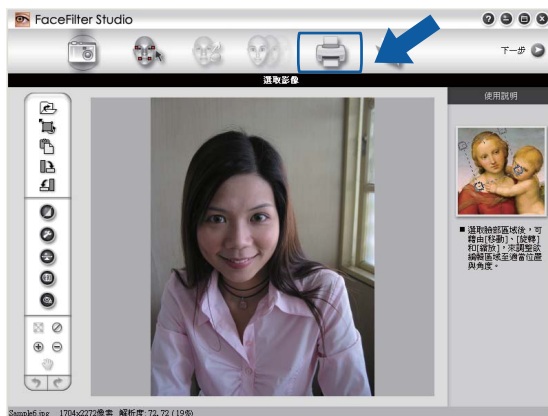 FaceFilter Studio
下一步
選取影像
使用說明
■ 選取臉部區域後，可
藉由[移動]、[旋轉]
和[縮放]，來調整欲
編輯區域至適當位置
與角度。
Sample6.jpg 1704x2272像素 解析度: 72, 72 (19%)